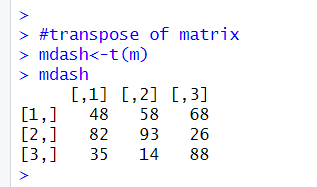 >
> #transpose of matrix
> mdash<-t(m)
> mdash
     [,1] [,2] [,3]
[1,]   48   58   68
[2,]   82   93   26
[3,]   35   14   88
>